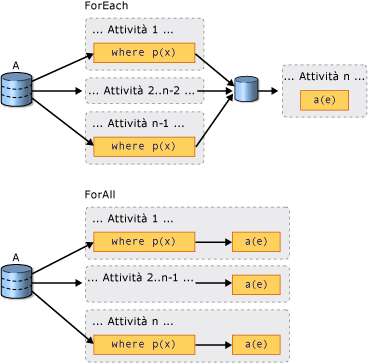 ForEach
A
... Attività 1 ...
where p(x)
... Attività 2..n-2 ...
... Attività n-1 ...
where p(x)
... Attività n ...
a(e)
ForAll
A
... Attività 1 ...
where p(x)
a(e)
... Attività 2..n-1 ...
a(e)
... Attività n ...
where p(x)
a(e)